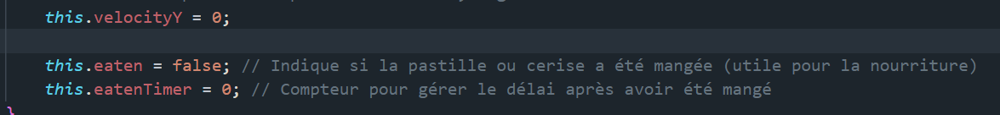 this.velocityY = 0;
this.eaten = false; // Indique si la pastille ou cerise a été mangée (utile pour la nourriture)
this.eatenTimer = 0; // Compteur pour gérer le délai après avoir été mangé
}